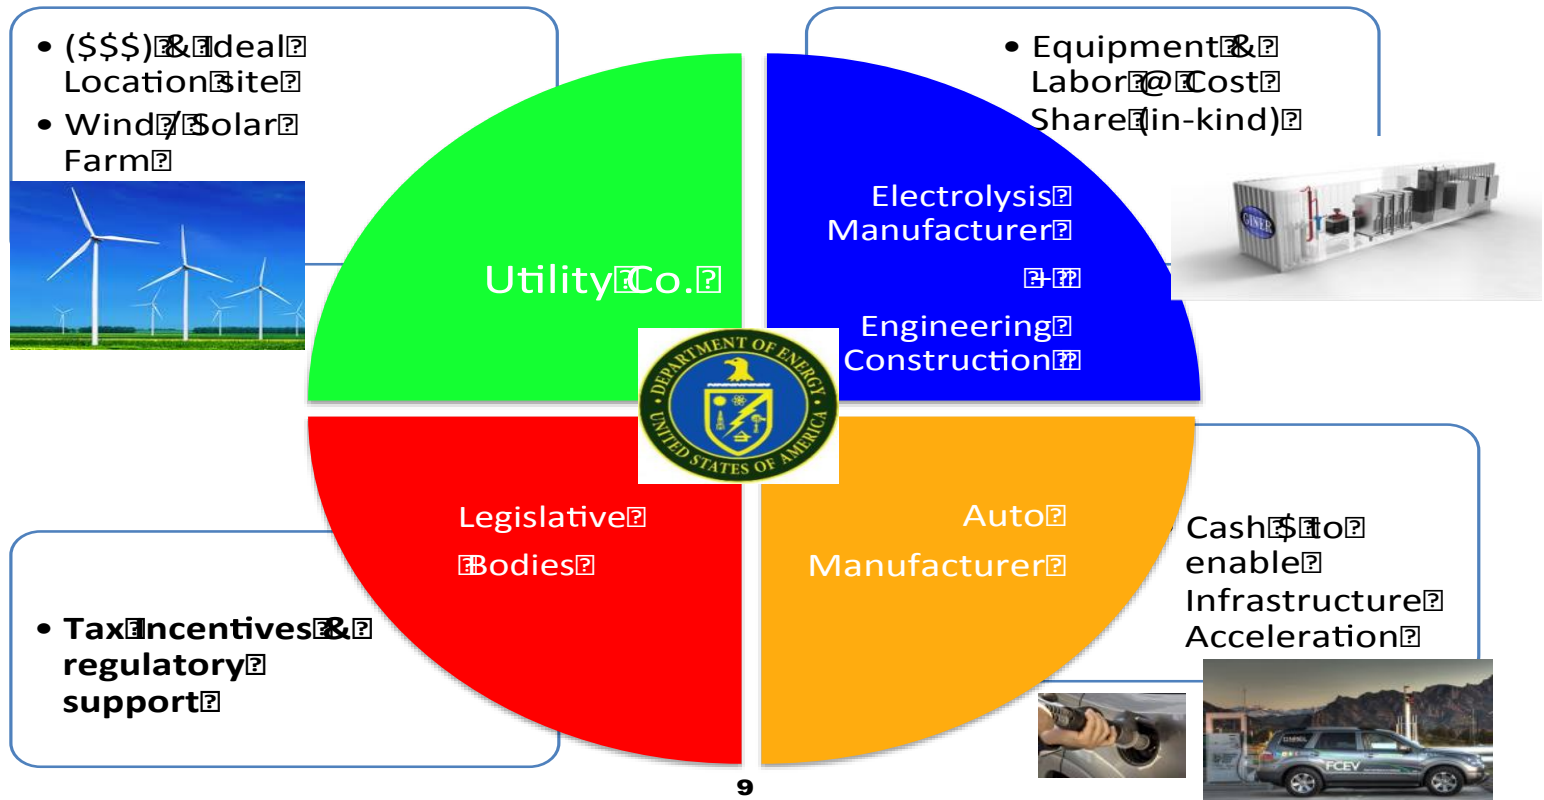 • ($$$) & Ideal
Location site
• Wind / Solar
Farm
• Equipment &
Labor @ Cost
Share (in-kind)
Utility Co.
Electrolysis
Manufacturer
+
Engineering
Construction
GINER
DEPARTMENT OF ENERGY
UNITED STATES OF AMERICA
Legislative
Bodies
Auto
Manufacturer
• Tax Incentives &
regulatory
support
Cash $ to
enable
Infrastructure
Acceleration
FCEV
9